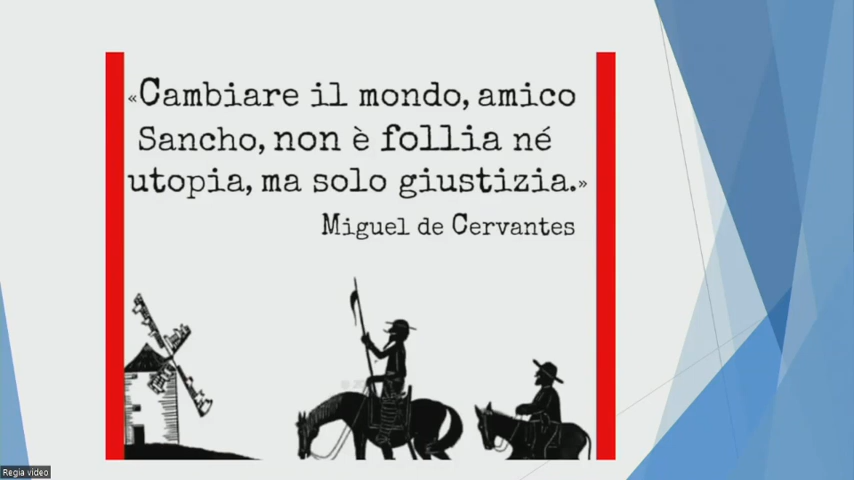 «Cambiare il mondo, amico
Sancho, non è follia né
utopia, ma solo giustizia.»
Miguel de Cervantes
Regia video